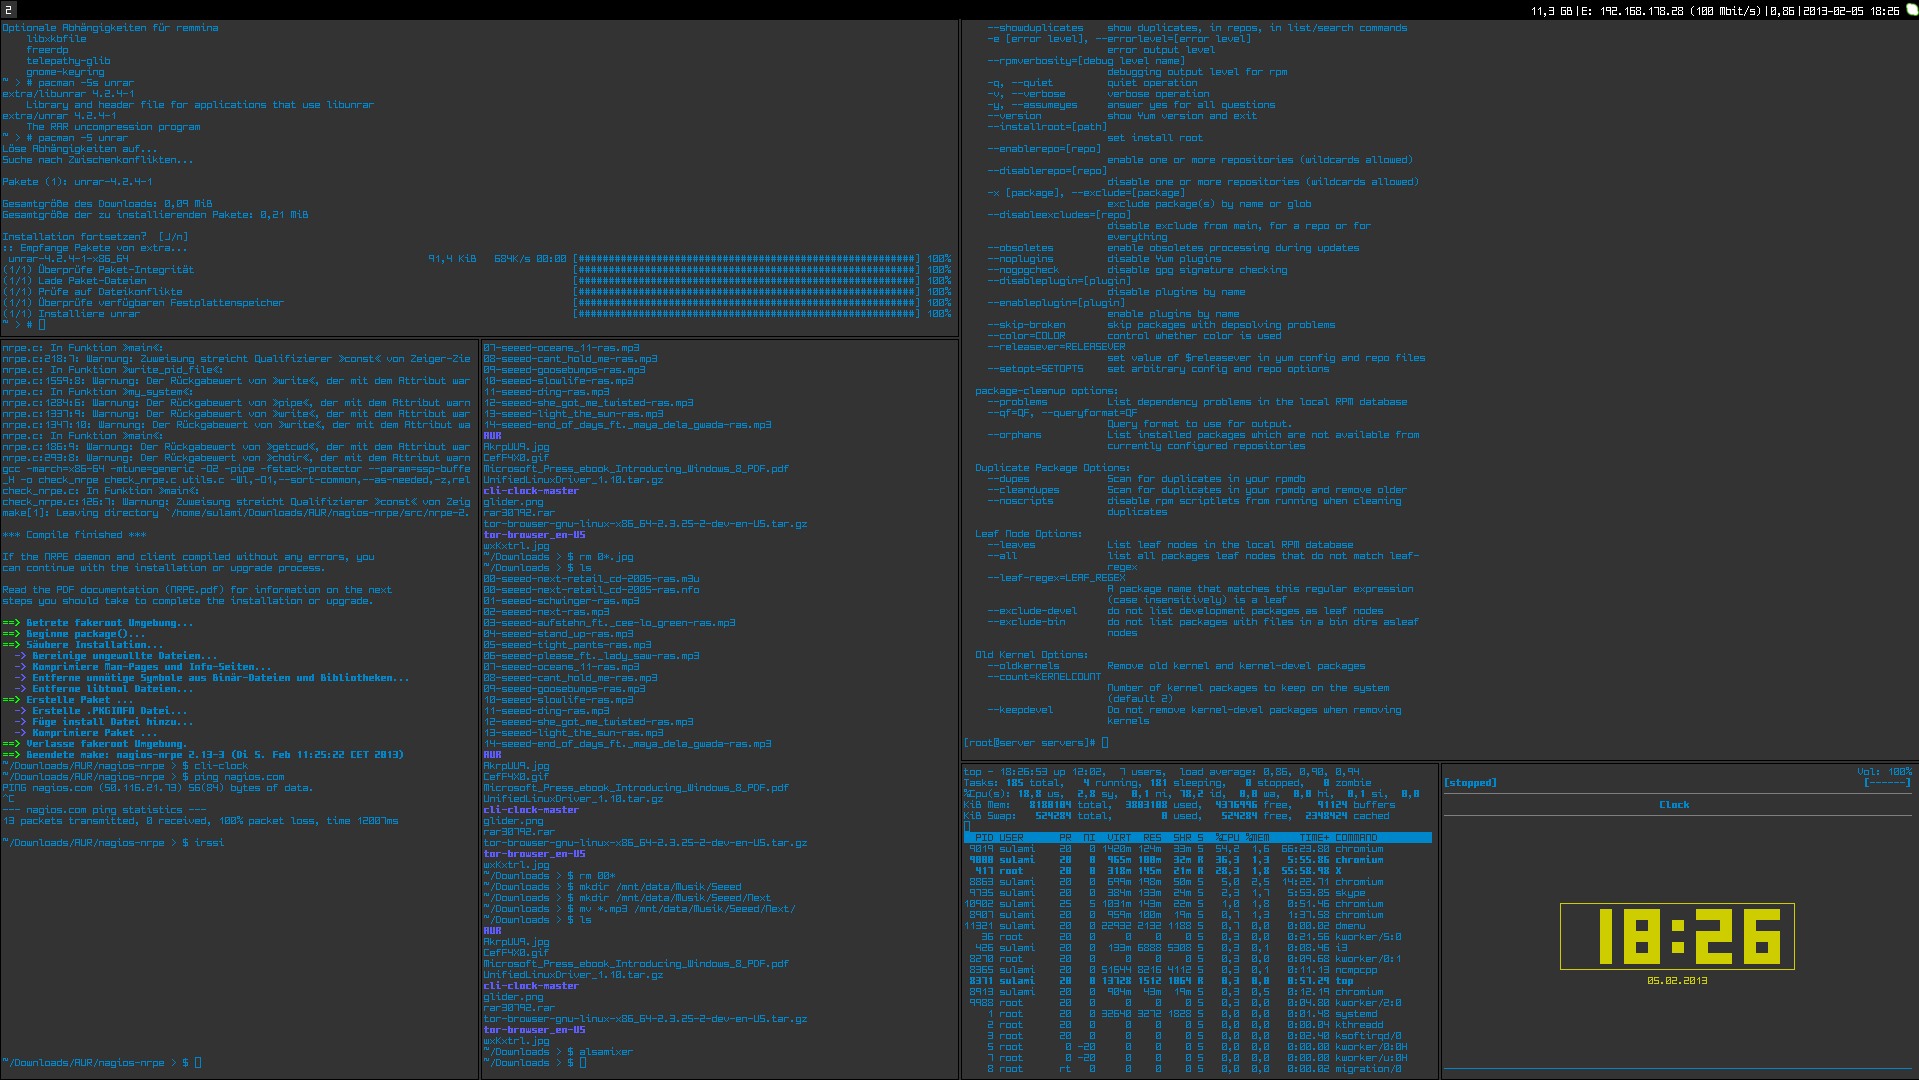 2
11,3 GB|E: 192.168.178.28 (100 Mbit/s)|0,86|2013-02-05 18:26
Optionale Abhängigkeiten für remmina
libxkbfile
freerdp
telepathy-glib
gnome-keyring
~ > # pacman -Ss unrar
extra/libunrar 4.2.4-1
Library and header file for applications that use libunrar
extra/unrar 4.2.4-1
The RAR uncompression program
~ > # pacman -S unrar
Löse Abhängigkeiten auf...
Suche nach Zwischenkonflikten...
Pakete (1): unrar-4.2.4-1
Gesamtgröße des Downloads: 0,09 MiB
Gesamtgröße der zu installierenden Pakete: 0,21 MiB
Installation fortsetzen? [J/n]
:: Empfange Pakete von extra...
unrar-4.2.4-1-x86_64 91,4 KiB 684K/s 00:00 [########################################################] 100%
(1/1) Überprüfe Paket-Integrität [########################################################] 100%
(1/1) Lade Paket-Dateien [########################################################] 100%
(1/1) Prüfe auf Dateikonflikte [########################################################] 100%
(1/1) Überprüfe verfügbaren Festplattenspeicher [########################################################] 100%
(1/1) Installiere unrar [########################################################] 100%
~ > #
nrpe.c: In Funktion »main«:
nrpe.c:218:7: Warnung: Zuweisung streicht Qualifizierer »const« von Zeiger-Zie
nrpe.c: In Funktion »write_pid_file«:
nrpe.c:1559:8: Warnung: Der Rückgabewert von »write«, der mit dem Attribut war
nrpe.c: In Funktion »my_system«:
nrpe.c:1284:6: Warnung: Der Rückgabewert von »pipe«, der mit dem Attribut warn
nrpe.c:1337:9: Warnung: Der Rückgabewert von »write«, der mit dem Attribut war
nrpe.c:1347:10: Warnung: Der Rückgabewert von »write«, der mit dem Attribut wa
nrpe.c: In Funktion »main«:
nrpe.c:186:9: Warnung: Der Rückgabewert von »getcwd«, der mit dem Attribut war
nrpe.c:293:8: Warnung: Der Rückgabewert von »chdir«, der mit dem Attribut warn
gcc -march=x86-64 -mtune=generic -O2 -pipe -fstack-protector --param=ssp-buffe
_H -o check_nrpe check_nrpe.c utils.c -Wl,-O1,--sort-common,--as-needed,-z,rel
check_nrpe.c: In Funktion »main«:
check_nrpe.c:126:7: Warnung: Zuweisung streicht Qualifizierer »const« von Zeig
make[1]: Leaving directory `/home/sulami/Downloads/AUR/nagios-nrpe/src/nrpe-2.
*** Compile finished ***
If the NRPE daemon and client compiled without any errors, you
can continue with the installation or upgrade process.
Read the PDF documentation (NRPE.pdf) for information on the next
steps you should take to complete the installation or upgrade.
==> Betrete fakeroot Umgebung...
==> Beginne package()...
==> Säubere Installation...
-> Bereinige ungewollte Dateien...
-> Komprimiere Man-Pages und Info-Seiten...
-> Entferne unnötige Symbole aus Binär-Dateien und Bibliotheken...
-> Entferne libtool Dateien...
==> Erstelle Paket ...
-> Erstelle .PKGINFO Datei...
-> Füge install Datei hinzu...
-> Komprimiere Paket ...
==> Verlasse fakeroot Umgebung.
==> Beendete make: nagios-nrpe 2.13-3 (Di 5. Feb 11:25:22 CET 2013)
~/Downloads/AUR/nagios-nrpe > $ cli-clock
~/Downloads/AUR/nagios-nrpe > $ ping nagios.com
PING nagios.com (50.116.21.73) 56(84) bytes of data.
^C
--- nagios.com ping statistics ---
13 packets transmitted, 0 received, 100% packet loss, time 12007ms
~/Downloads/AUR/nagios-nrpe > $ irssi
~/Downloads/AUR/nagios-nrpe > $
07-seeed-oceans_11-ras.mp3
08-seeed-cant_hold_me-ras.mp3
09-seeed-goosebumps-ras.mp3
10-seeed-slowlife-ras.mp3
11-seeed-ding-ras.mp3
12-seeed-she_got_me_twisted-ras.mp3
13-seeed-light_the_sun-ras.mp3
14-seeed-end_of_days_ft._maya_dela_gwada-ras.mp3
AUR
AkrpUU9.jpg
CefF4X0.gif
Microsoft_Press_ebook_Introducing_Windows_8_PDF.pdf
UnifiedLinuxDriver_1.10.tar.gz
cli-clock-master
glider.png
rar30792.rar
tor-browser-gnu-linux-x86_64-2.3.25-2-dev-en-US.tar.gz
tor-browser_en-US
wxKxtrl.jpg
~/Downloads > $ rm 0*.jpg
~/Downloads > $ ls
00-seeed-next-retail_cd-2005-ras.m3u
00-seeed-next-retail_cd-2005-ras.nfo
01-seeed-schwinger-ras.mp3
02-seeed-next-ras.mp3
03-seeed-aufstehn_ft._cee-lo_green-ras.mp3
04-seeed-stand_up-ras.mp3
05-seeed-tight_pants-ras.mp3
06-seeed-please_ft._lady_saw-ras.mp3
07-seeed-oceans_11-ras.mp3
08-seeed-cant_hold_me-ras.mp3
09-seeed-goosebumps-ras.mp3
10-seeed-slowlife-ras.mp3
11-seeed-ding-ras.mp3
12-seeed-she_got_me_twisted-ras.mp3
13-seeed-light_the_sun-ras.mp3
14-seeed-end_of_days_ft._maya_dela_gwada-ras.mp3
AUR
AkrpUU9.jpg
CefF4X0.gif
Microsoft_Press_ebook_Introducing_Windows_8_PDF.pdf
UnifiedLinuxDriver_1.10.tar.gz
cli-clock-master
glider.png
rar30792.rar
tor-browser-gnu-linux-x86_64-2.3.25-2-dev-en-US.tar.gz
tor-browser_en-US
wxKxtrl.jpg
~/Downloads > $ rm 00*
~/Downloads > $ mkdir /mnt/data/Musik/Seeed
~/Downloads > $ mkdir /mnt/data/Musik/Seeed/Next
~/Downloads > $ mv *.mp3 /mnt/data/Musik/Seeed/Next/
~/Downloads > $ ls
AUR
AkrpUU9.jpg
CefF4X0.gif
Microsoft_Press_ebook_Introducing_Windows_8_PDF.pdf
UnifiedLinuxDriver_1.10.tar.gz
cli-clock-master
glider.png
rar30792.rar
tor-browser-gnu-linux-x86_64-2.3.25-2-dev-en-US.tar.gz
tor-browser_en-US
wxKxtrl.jpg
~/Downloads > $ alsamixer
~/Downloads > $
--showduplicates show duplicates, in repos, in list/search commands
-e [error level], --errorlevel=[error level]
error output level
--rpmverbosity=[debug level name]
debugging output level for rpm
-q, --quiet quiet operation
-v, --verbose verbose operation
-y, --assumeyes answer yes for all questions
--version show Yum version and exit
--installroot=[path]
set install root
--enablerepo=[repo]
enable one or more repositories (wildcards allowed)
--disablerepo=[repo]
disable one or more repositories (wildcards allowed)
-x [package], --exclude=[package]
exclude package(s) by name or glob
--disableexcludes=[repo]
disable exclude from main, for a repo or for
everything
--obsoletes enable obsoletes processing during updates
--noplugins disable Yum plugins
--nogpgcheck disable gpg signature checking
--disableplugin=[plugin]
disable plugins by name
--enableplugin=[plugin]
enable plugins by name
--skip-broken skip packages with depsolving problems
--color=COLOR control whether color is used
--releasever=RELEASEVER
set value of $releasever in yum config and repo files
--setopt=SETOPTS set arbitrary config and repo options
package-cleanup options:
--problems List dependency problems in the local RPM database
--qf=QF, --queryformat=QF
Query format to use for output.
--orphans List installed packages which are not available from
currently configured repositories
Duplicate Package Options:
--dupes Scan for duplicates in your rpmdb
--cleandupes Scan for duplicates in your rpmdb and remove older
--noscripts disable rpm scriptlets from running when cleaning
duplicates
Leaf Node Options:
--leaves List leaf nodes in the local RPM database
--all list all packages leaf nodes that do not match leaf-
regex
--leaf-regex=LEAF_REGEX
A package name that matches this regular expression
(case insensitively) is a leaf
--exclude-devel do not list development packages as leaf nodes
--exclude-bin do not list packages with files in a bin dirs asleaf
nodes
Old Kernel Options:
--oldkernels Remove old kernel and kernel-devel packages
--count=KERNELCOUNT
Number of kernel packages to keep on the system
(default 2)
--keepdevel Do not remove kernel-devel packages when removing
kernels
[root@server servers]#
top - 18:26:53 up 12:02, 7 users, load average: 0,86, 0,90, 0,94
Tasks: 185 total, 4 running, 181 sleeping, 0 stopped, 0 zombie
%Cpu(s): 18,8 us, 2,8 sy, 0,1 ni, 78,2 id, 0,0 wa, 0,0 hi, 0,1 si, 0,0
KiB Mem: 8180104 total, 3803108 used, 4376996 free, 91124 buffers
KiB Swap: 524284 total, 0 used, 524284 free, 2348424 cached
PID USER PR NI VIRT RES SHR S %CPU %MEM TIME+ COMMAND
9019 sulami 20 0 1420m 124m 33m S 54,2 1,6 66:23.80 chromium
9008 sulami 20 0 965m 100m 32m R 36,3 1,3 5:55.86 chromium
417 root 20 0 318m 145m 21m R 28,3 1,8 55:58.98 X
8863 sulami 20 0 699m 198m 50m S 5,0 2,5 14:22.71 chromium
9735 sulami 20 0 384m 133m 24m S 2,3 1,7 5:53.85 skype
10902 sulami 25 5 1031m 143m 22m S 1,0 1,8 0:51.46 chromium
8907 sulami 20 0 959m 100m 19m S 0,7 1,3 1:37.58 chromium
11321 sulami 20 0 22932 2132 1188 S 0,7 0,0 0:00.02 dmenu
36 root 20 0 0 0 0 S 0,3 0,0 0:21.56 kworker/5:0
426 sulami 20 0 133m 6888 5308 S 0,3 0,1 0:08.46 i3
8270 root 20 0 0 0 0 S 0,3 0,0 0:09.68 kworker/0:1
8365 sulami 20 0 51644 8216 4112 S 0,3 0,1 0:11.13 ncmpcpp
8371 sulami 20 0 13728 1512 1064 R 0,3 0,0 0:57.29 top
8913 sulami 20 0 904m 43m 19m S 0,3 0,5 0:12.19 chromium
9988 root 20 0 0 0 0 S 0,3 0,0 0:04.80 kworker/2:0
1 root 20 0 32640 3272 1828 S 0,0 0,0 0:01.48 systemd
2 root 20 0 0 0 0 S 0,0 0,0 0:00.04 kthreadd
3 root 20 0 0 0 0 S 0,0 0,0 0:02.40 ksoftirqd/0
5 root 0 -20 0 0 0 S 0,0 0,0 0:00.00 kworker/0:0H
7 root 0 -20 0 0 0 S 0,0 0,0 0:00.00 kworker/u:0H
8 root rt 0 0 0 0 S 0,0 0,0 0:00.02 migration/0
Vol: 100%
[stopped] [------]
Clock
18:26
05.02.2013